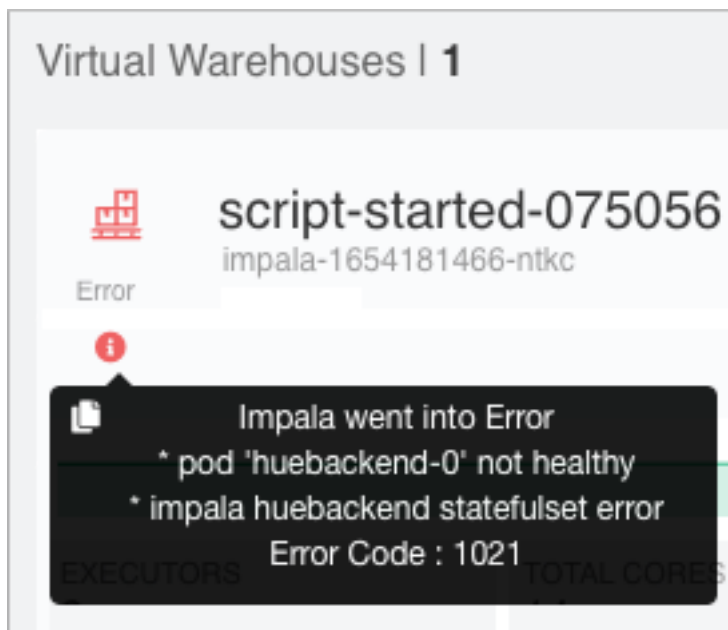 Virtual Warehouses | 1
script-started-075056
impala-1654181466-ntkc
Error
Impala went into Error
* pod 'huebackend-0' not healthy
* impala huebackend statefulset error
Error Code : 1021
EXECUTORS
TOTAL CORES